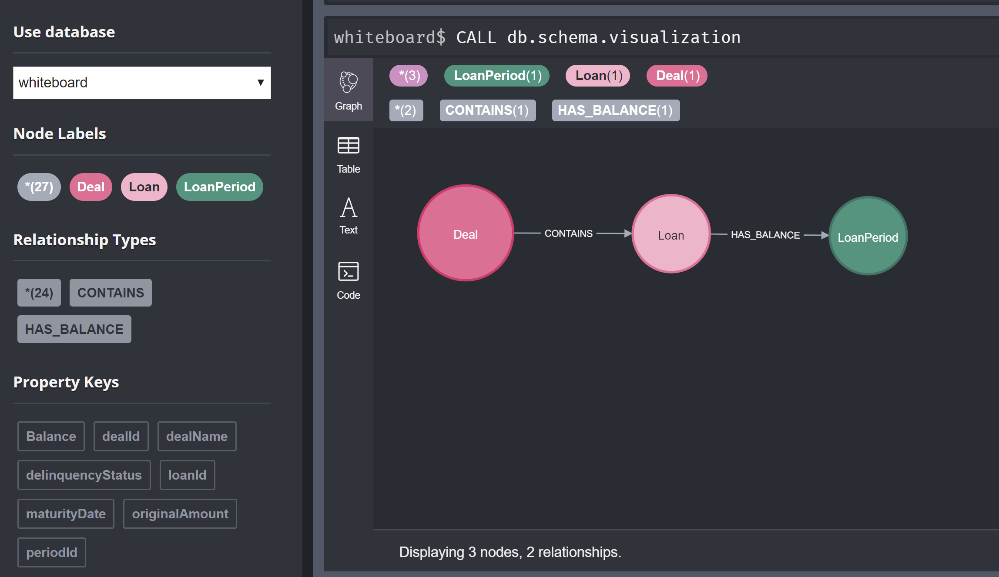 Use database
whiteboard
Node Labels
*(27) Deal Loan LoanPeriod
Relationship Types
*(24) CONTAINS
HAS_BALANCE
Property Keys
Balance dealId dealName
delinquencyStatus loanId
maturityDate originalAmount
periodId
whiteboard$ CALL db.schema.visualization
Graph
Table
Text
Code
*(3) LoanPeriod(1) Loan(1) Deal(1)
*(2) CONTAINS(1) HAS_BALANCE(1)
Deal CONTAINS Loan HAS_BALANCE LoanPeriod
Displaying 3 nodes, 2 relationships.